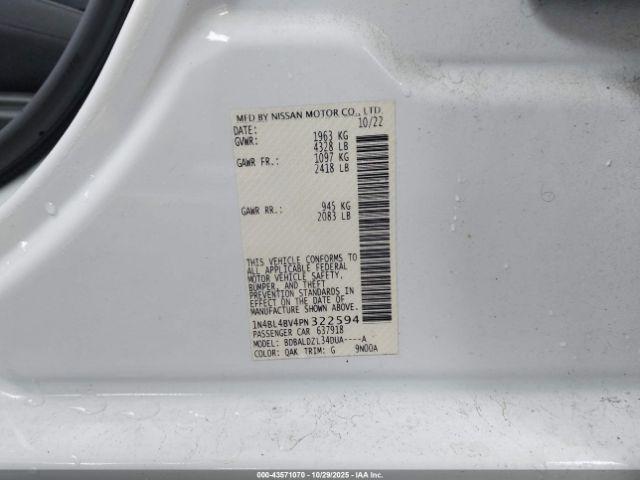 MFD BY NISSAN MOTOR CO., LTD.
DATE: 10/22
GVWR: 1963 KG
4328 LB
GAWR FR.: 1097 KG
2418 LB
GAWR RR.: 945 KG
2083 LB
THIS VEHICLE CONFORMS TO
ALL APPLICABLE FEDERAL
MOTOR VEHICLE SAFETY,
BUMPER, AND THEFT
PREVENTION STANDARDS IN
EFFECT ON THE DATE OF
MANUFACTURE SHOWN ABOVE.
1N4BL4BV4PN322594
PASSENGER CAR 637918
MODEL: BDBALDZL34DUA----A
COLOR: QAK TRIM: G 9N00A
000-43571070 | 10/29/2025 | IAAI.COM